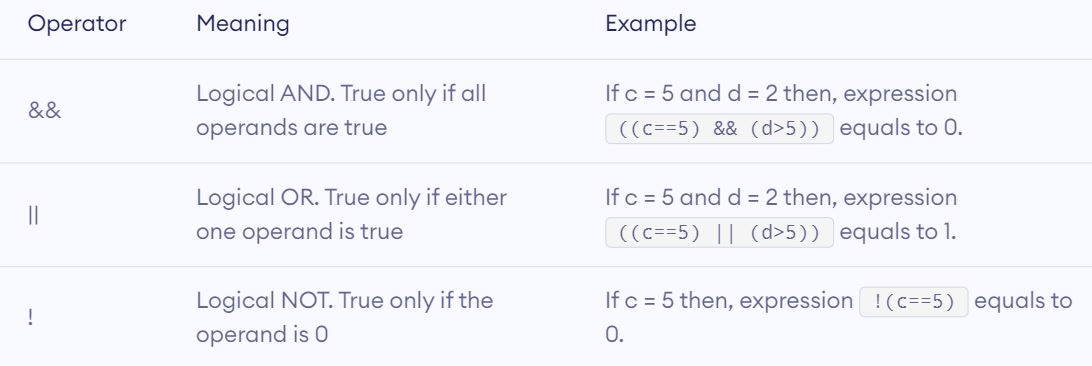 Operator Meaning Example
&& Logical AND. True only if all operands are true If c = 5 and d = 2 then, expression ((c==5) && (d>5)) equals to 0.
|| Logical OR. True only if either one operand is true If c = 5 and d = 2 then, expression ((c==5) || (d>5)) equals to 1.
! Logical NOT. True only if the operand is 0 If c = 5 then, expression !(c==5) equals to 0.